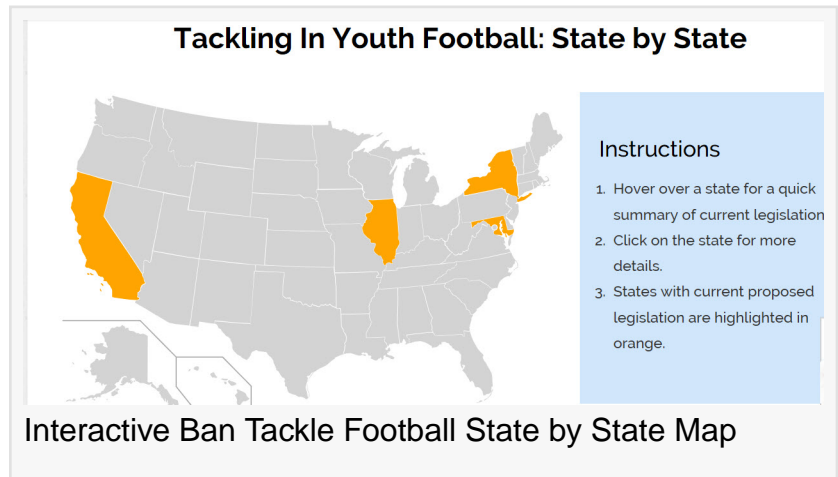 Tackling In Youth Football: State by State
Instructions
1. Hover over a state for a quick
summary of current legislation
2. Click on the state for more
details.
3. States with current proposed
legislation are highlighted in
orange.
Interactive Ban Tackle Football State by State Map